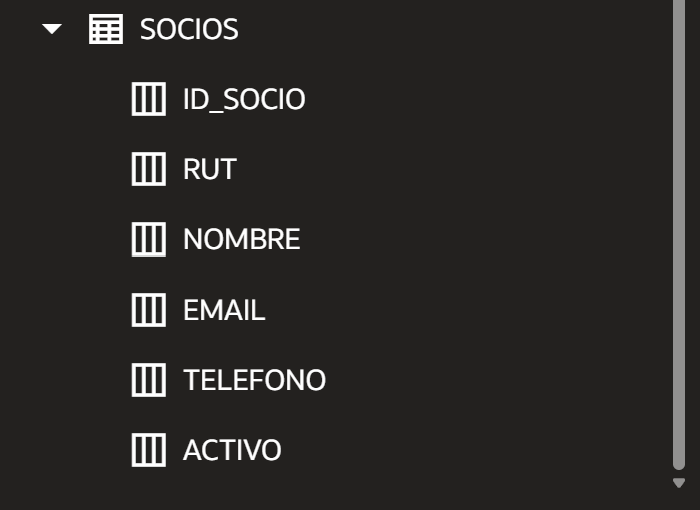 SOCIOS
ID_SOCIO
RUT
NOMBRE
EMAIL
TELEFONO
ACTIVO